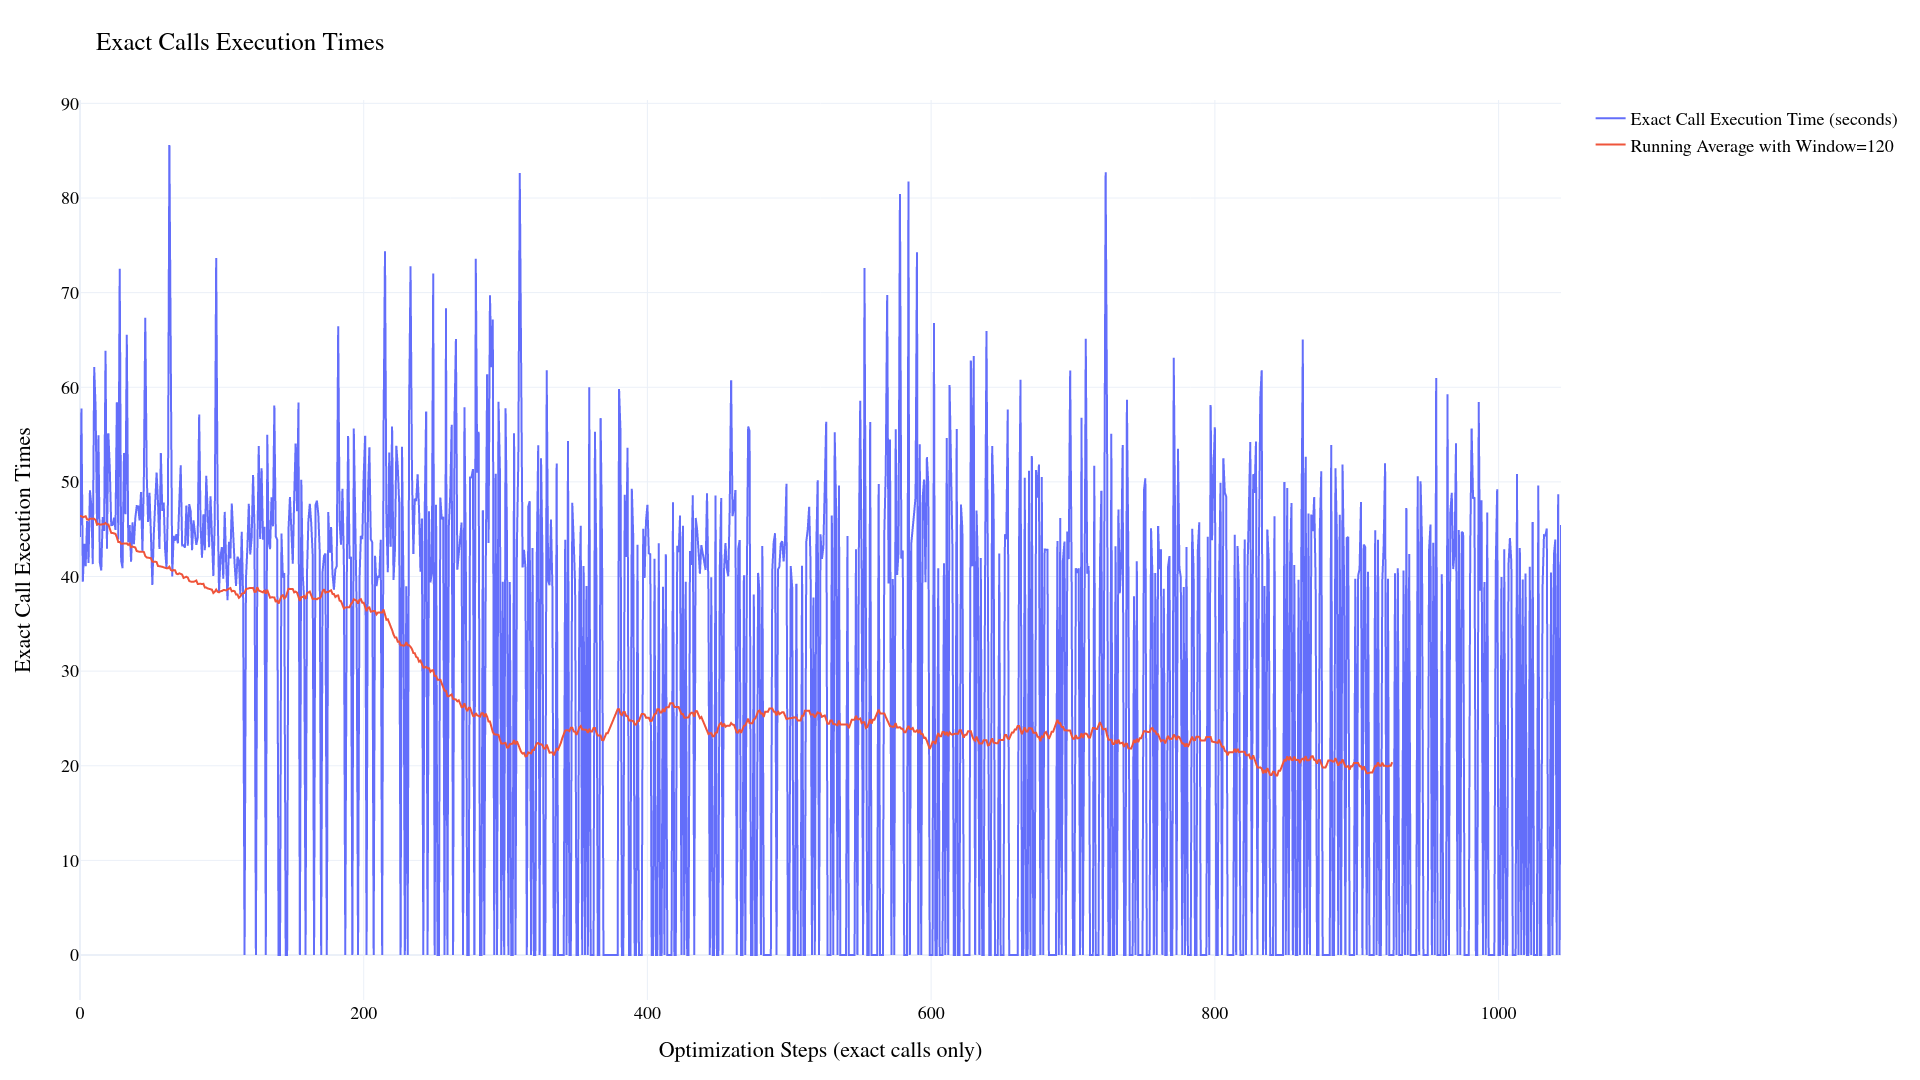 Exact Calls Execution Times
Exact Call Execution Time (seconds)
Running Average with Window=120
Exact Call Execution Times
90
80
70
60
50
40
30
20
10
0
0 200 400 600 800 1000
Optimization Steps (exact calls only)